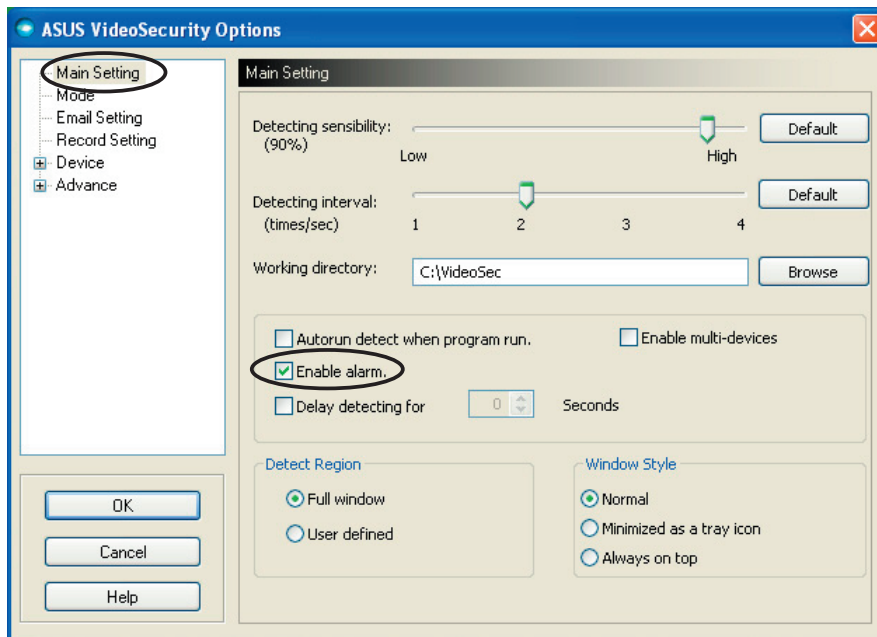 ASUS VideoSecurity Options
Main Setting
Mode
Email Setting
Record Setting
Device
Advance
OK
Cancel
Help
Main Setting
Detecting sensibility:
(90%)
Low
High
Default
Detecting interval:
(times/sec)
1
2
3
4
Default
Working directory:
C:\VideoSec
Browse
Autorun detect when program run.
Enable multi-devices
Enable alarm.
Delay detecting for
0
Seconds
Detect Region
Full window
User defined
Window Style
Normal
Minimized as a tray icon
Always on top